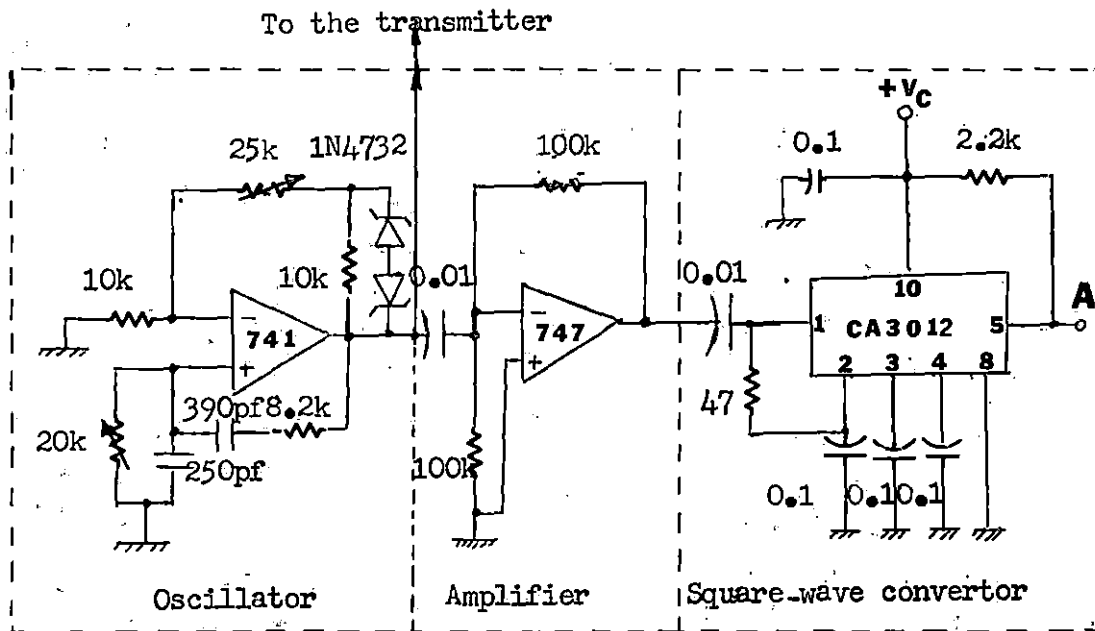 To the transmitter
+VC
25k 1N4732
100k
0.1
2.2k
10k
10k
0.01
0.01
741
747
10
1 CA3012 5
A
2 3 4 8
390pf 8.2k
20k
250pf
100k
47
0.1 0.1 0.1
Oscillator
Amplifier
Square-wave convertor